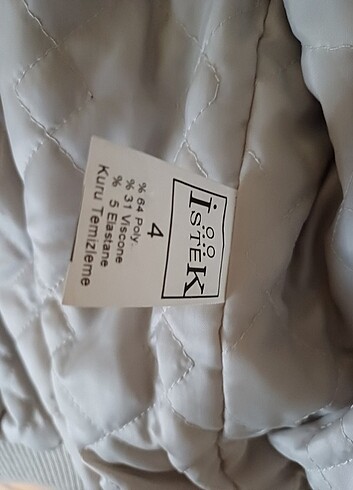 İSTEK
4
% 64 Poly.
% 31 Viscone
% 5 Elastane
Kuru Temizleme